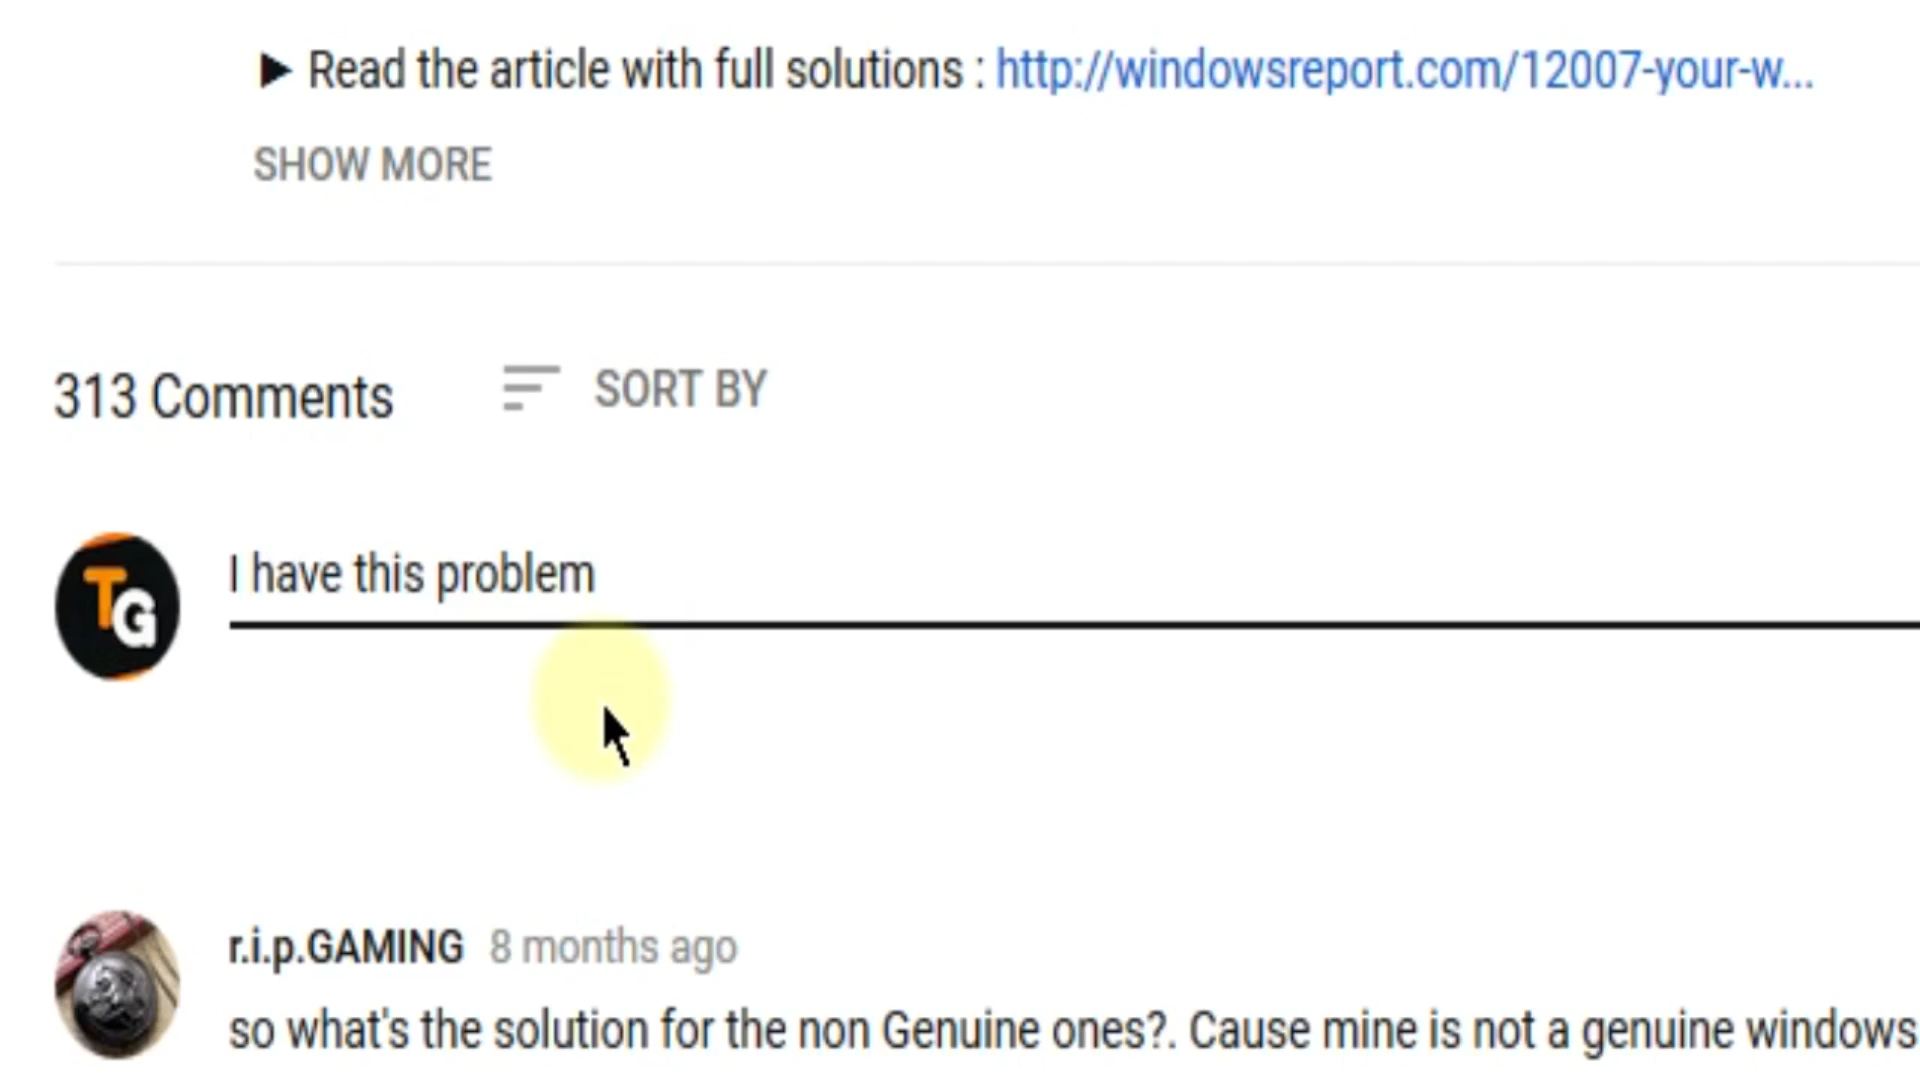 ▶ Read the article with full solutions : http://windowsreport.com/12007-your-w...
SHOW MORE
313 Comments SORT BY
TG
I have this problem
r.i.p.GAMING 8 months ago
so what's the solution for the non Genuine ones?. Cause mine is not a genuine windows